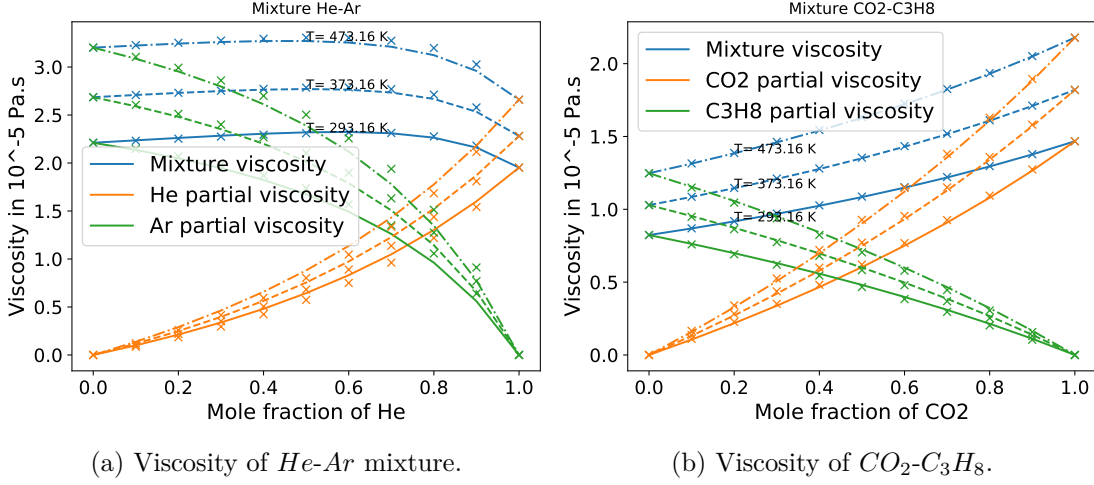 Mixture He-Ar
Viscosity in 10^-5 Pa.s
3.0
2.5
2.0
1.5
1.0
0.5
0.0
T= 473.16 K
T= 373.16 K
T= 293.16 K
Mixture viscosity
He partial viscosity
Ar partial viscosity
0.0 0.2 0.4 0.6 0.8 1.0
Mole fraction of He
(a) Viscosity of He-Ar mixture.
Mixture CO2-C3H8
Viscosity in 10^-5 Pa.s
2.0
1.5
1.0
0.5
0.0
Mixture viscosity
CO2 partial viscosity
C3H8 partial viscosity
T= 473.16 K
T= 373.16 K
T= 293.16 K
0.0 0.2 0.4 0.6 0.8 1.0
Mole fraction of CO2
(b) Viscosity of CO₂-C₃H₈.